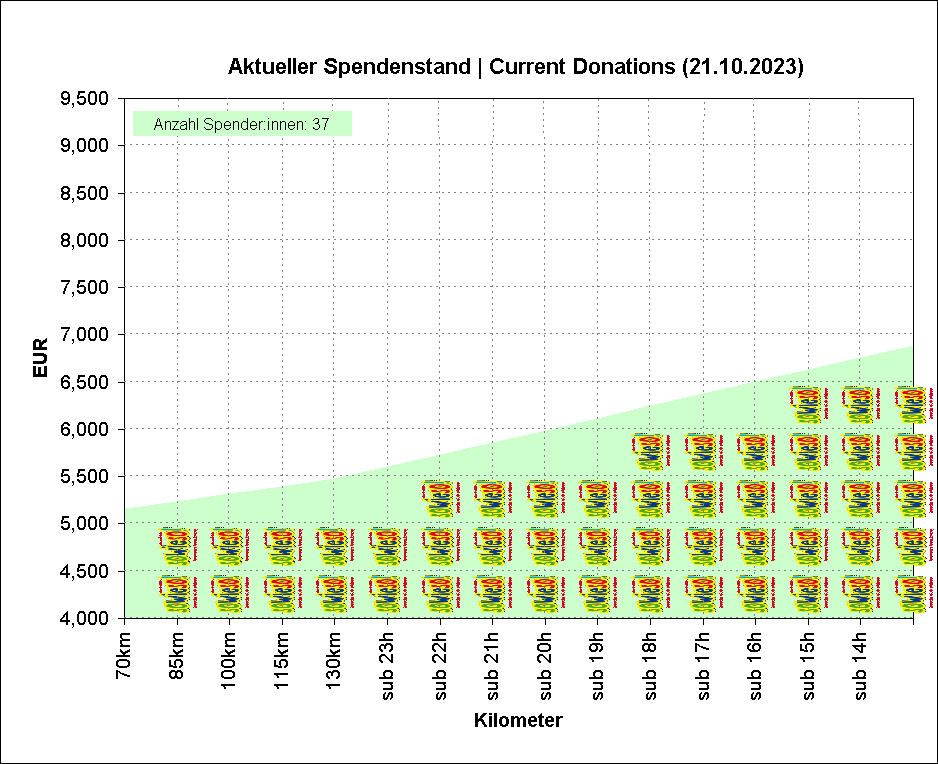 Aktueller Spendenstand | Current Donations (21.10.2023)
Anzahl Spender:innen: 37
9,500
9,000
8,500
8,000
7,500
7,000
6,500
6,000
5,500
5,000
4,500
4,000
EUR
70km
85km
100km
115km
130km
sub 23h
sub 22h
sub 21h
sub 20h
sub 19h
sub 18h
sub 17h
sub 16h
sub 15h
sub 14h
Kilometer